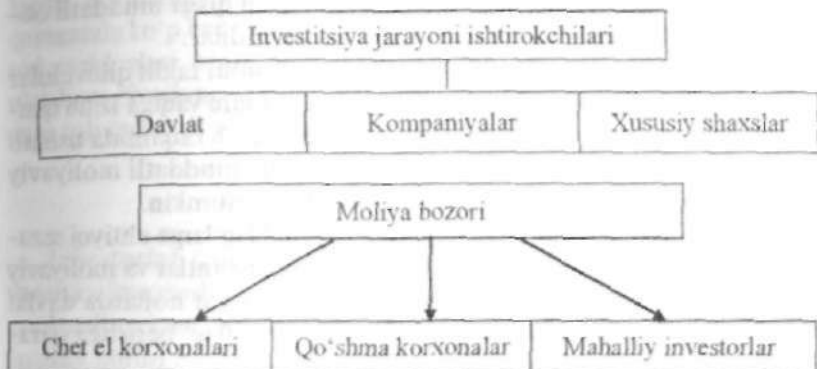 Investitsiya jarayoni ishtirokchilari
Davlat Kompaniyalar Xususiy shaxslar
Moliya bozori
Chet el korxonalari Qo‘shma korxonalar Mahalliy investorlar